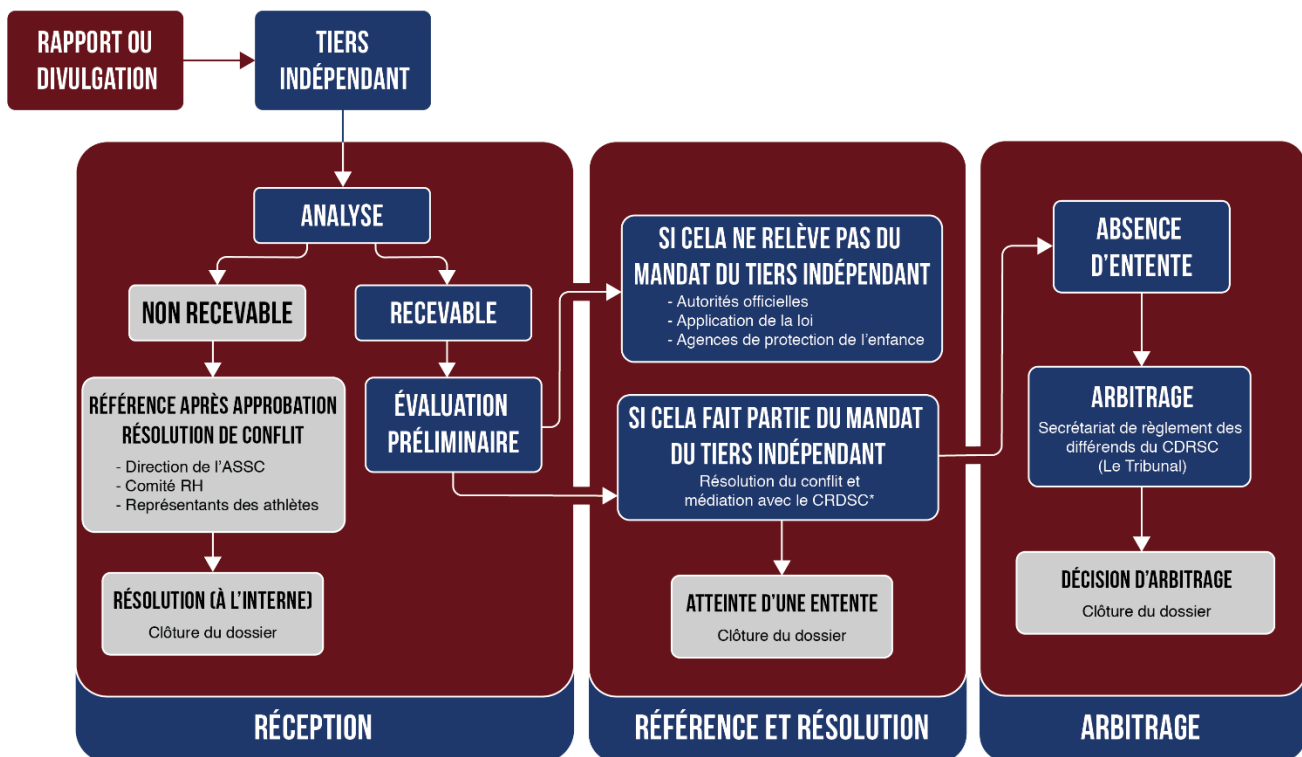 RAPPORT OU
DIVULGATION
TIERS
INDÉPENDANT
ANALYSE
NON RECEVABLE
RECEVABLE
RÉFÉRENCE APRÈS APPROBATION
RÉSOLUTION DE CONFLIT
- Direction de l'ASSC
- Comité RH
- Représentants des athlètes
ÉVALUATION
PRÉLIMINAIRE
RÉSOLUTION (À L'INTERNE)
Clôture du dossier
RÉCEPTION
SI CELA NE RELÈVE PAS DU
MANDAT DU TIERS INDÉPENDANT
- Autorités officielles
- Application de la loi
- Agences de protection de l'enfance
SI CELA FAIT PARTIE DU MANDAT
DU TIERS INDÉPENDANT
Résolution du conflit et
médiation avec le CRDSC*
ATTEINTE D'UNE ENTENTE
Clôture du dossier
RÉFÉRENCE ET RÉSOLUTION
ABSENCE
D'ENTENTE
ARBITRAGE
Secrétariat de règlement des
différends du CDRSC
(Le Tribunal)
DÉCISION D'ARBITRAGE
Clôture du dossier
ARBITRAGE